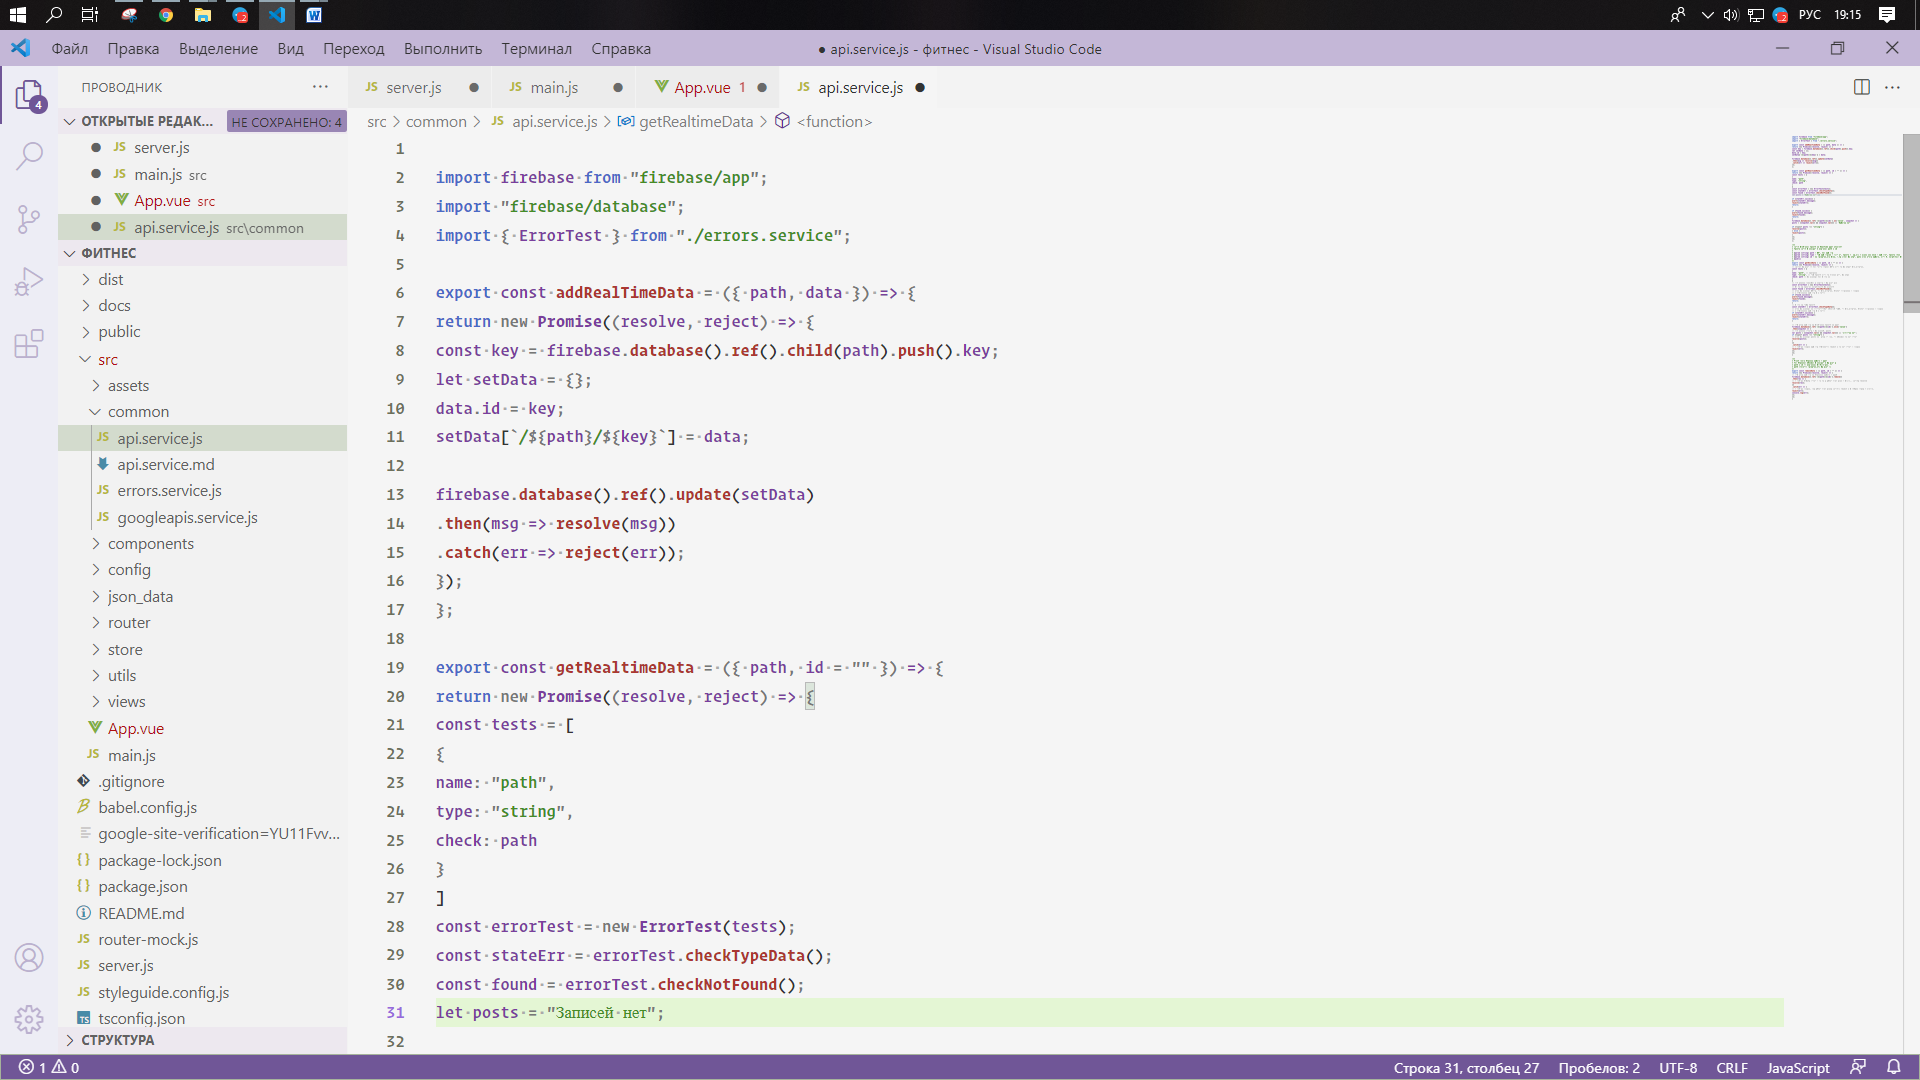 РУС 19:15
Файл Правка Выделение Вид Переход Выполнить Терминал Справка ● api.service.js - фитнес - Visual Studio Code
4
ПРОВОДНИК ···
ОТКРЫТЫЕ РЕДАК... НЕ СОХРАНЕНО: 4
● JS server.js
● JS main.js src
● App.vue src
● JS api.service.js src\common
ФИТНЕС
dist
docs
public
src
assets
common
JS api.service.js
api.service.md
JS errors.service.js
JS googleapis.service.js
components
config
json_data
router
store
utils
views
App.vue
JS main.js
.gitignore
babel.config.js
google-site-verification=YU11Fvv...
{} package-lock.json
{} package.json
README.md
JS router-mock.js
JS server.js
JS styleguide.config.js
TS tsconfig.json
СТРУКТУРА
JS server.js ● JS main.js ● App.vue 1 ● JS api.service.js ●
src > common > JS api.service.js > getRealtimeData > <function>
1
2 import·firebase·from·"firebase/app";
3 import·"firebase/database";
4 import·{·ErrorTest·}·from·"./errors.service";
5
6 export·const·addRealTimeData·=·({·path,·data·})·=>·{
7 return·new·Promise((resolve,·reject)·=>·{
8 const·key·=·firebase.database().ref().child(path).push().key;
9 let·setData·=·{};
10 data.id·=·key;
11 setData[`/${path}/${key}`]·=·data;
12
13 firebase.database().ref().update(setData)
14 .then(msg·=>·resolve(msg))
15 .catch(err·=>·reject(err));
16 });
17 };
18
19 export·const·getRealtimeData·=·({·path,·id·=·""·})·=>·{
20 return·new·Promise((resolve,·reject)·=>·{
21 const·tests·=·[
22 {
23 name:·"path",
24 type:·"string",
25 check:·path
26 }
27 ]
28 const·errorTest·=·new·ErrorTest(tests);
29 const·stateErr·=·errorTest.checkTypeData();
30 const·found·=·errorTest.checkNotFound();
31 let·posts·=·"Записей·нет";
32
1 0 Строка 31, столбец 27 Пробелов: 2 UTF-8 CRLF JavaScript